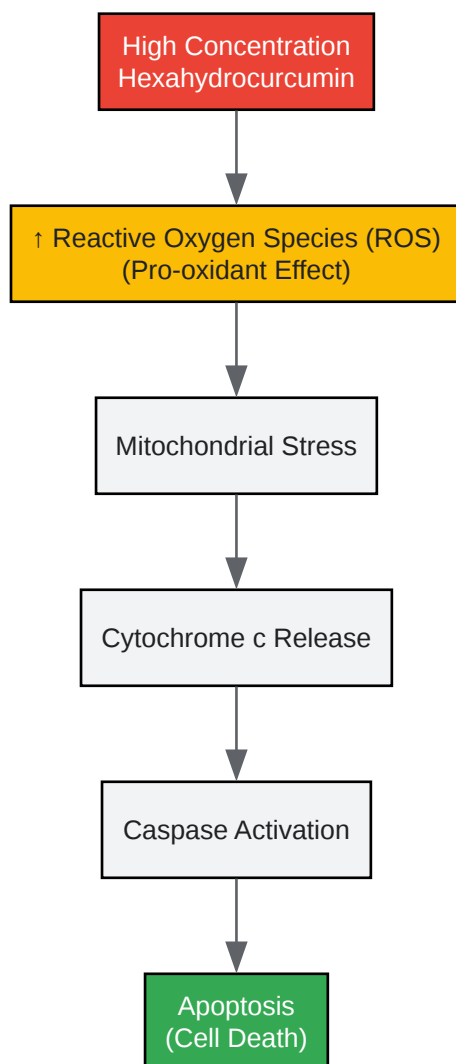 High Concentration
Hexahydrocurcumin
↑ Reactive Oxygen Species (ROS)
(Pro-oxidant Effect)
Mitochondrial Stress
Cytochrome c Release
Caspase Activation
Apoptosis
(Cell Death)